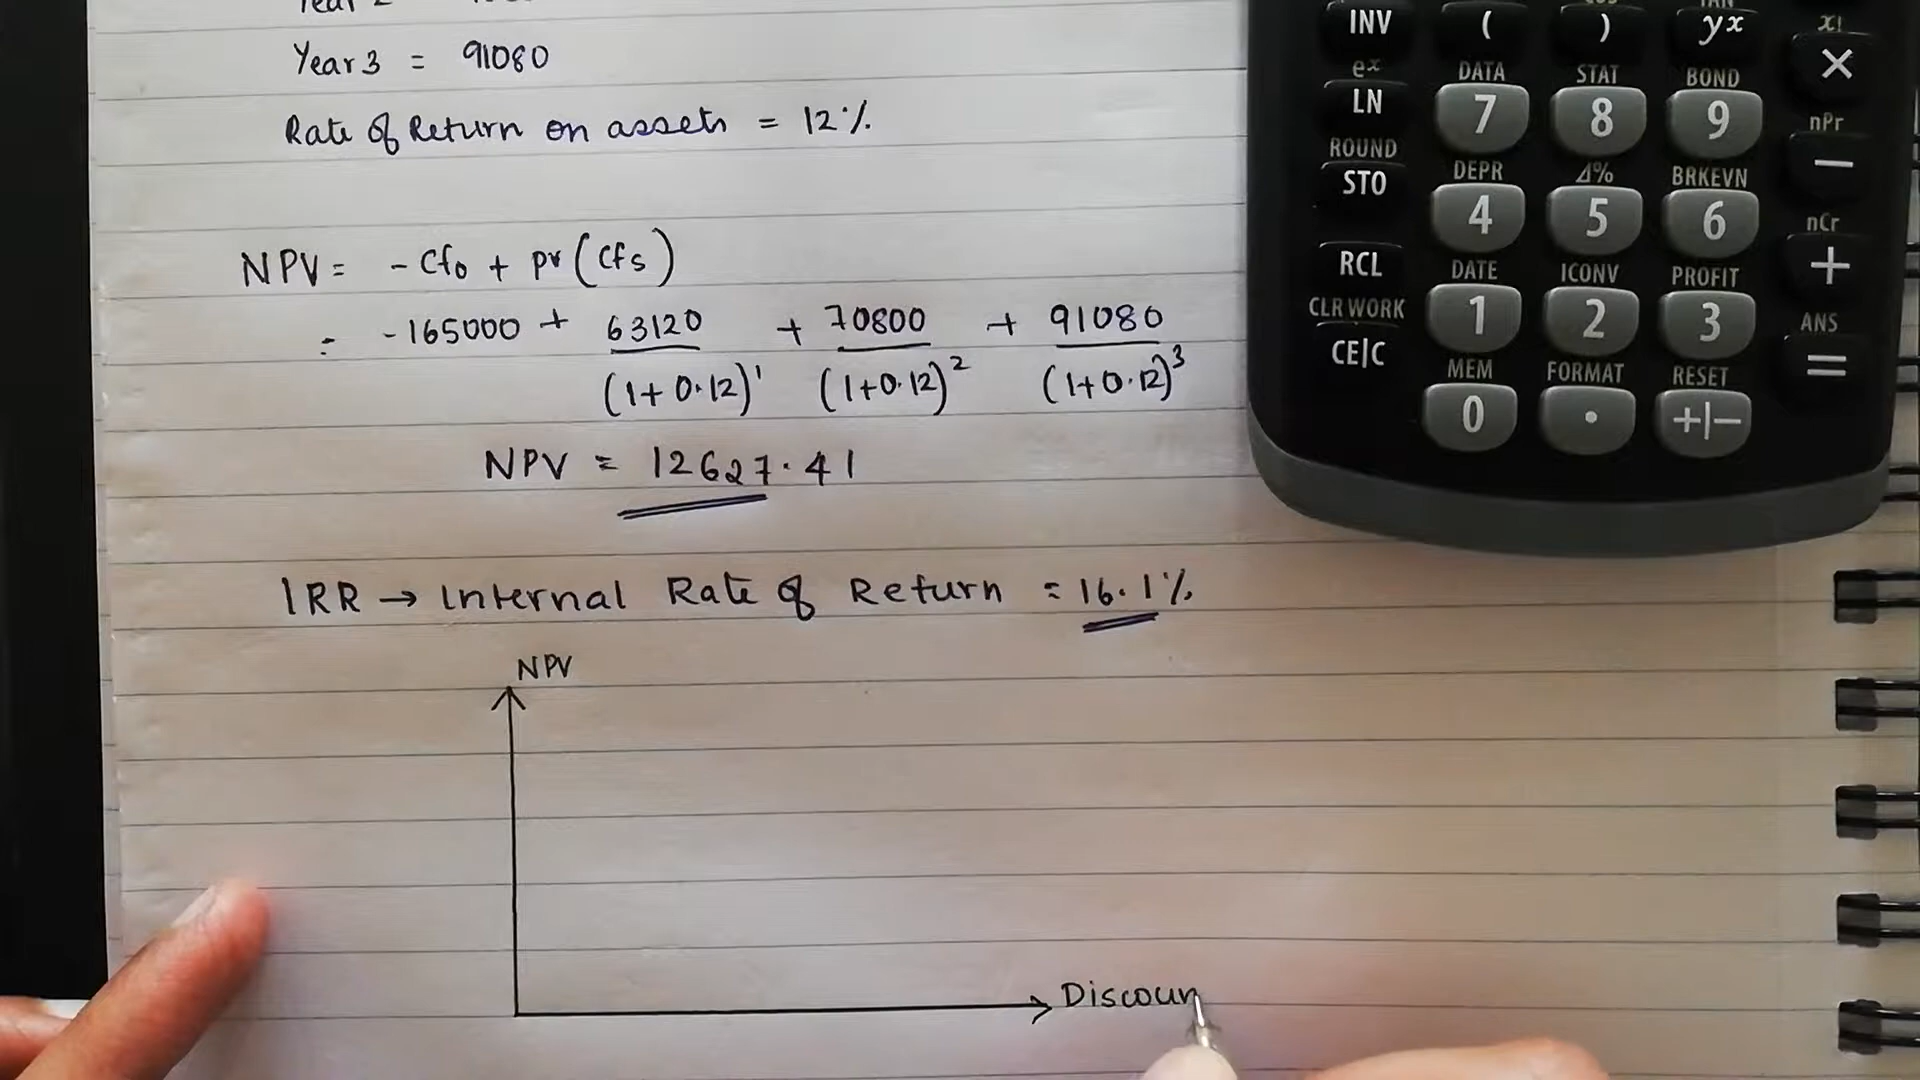 Year 3 = 91080
Rate of Return on assets = 12%
NPV = -Cf0 + pv (Cfs)
= -165000 + 63120 / (1+0.12)^1 + 70800 / (1+0.12)^2 + 91080 / (1+0.12)^3
NPV = 12627.41
IRR → Internal Rate of Return = 16.1%
NPV
Discoun
INV ( ) yx x!
eˣ DATA STAT BOND ×
LN 7 8 9 nPr
ROUND DEPR Δ% BRKEVN −
STO 4 5 6 nCr
RCL DATE ICONV PROFIT +
CLR WORK 1 2 3 ANS
CE|C MEM FORMAT RESET =
0 . +|−